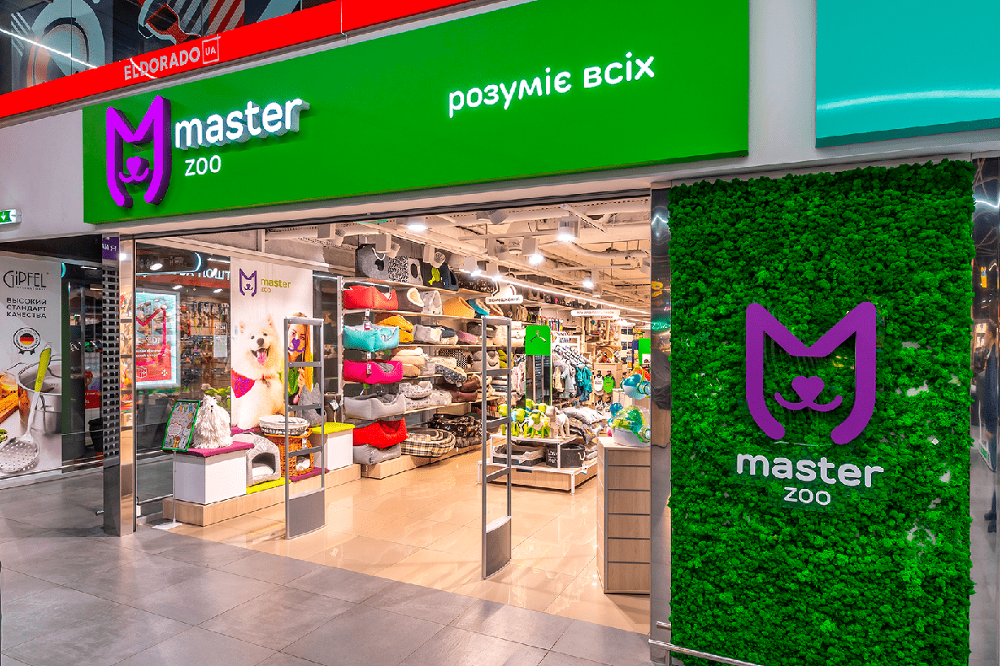 ELDORADO UA
master
zoo
розуміє всіх
GIPFEL
ВЫСОКИЙ
СТАНДАРТ
КАЧЕСТВА
master
zoo
master
zoo